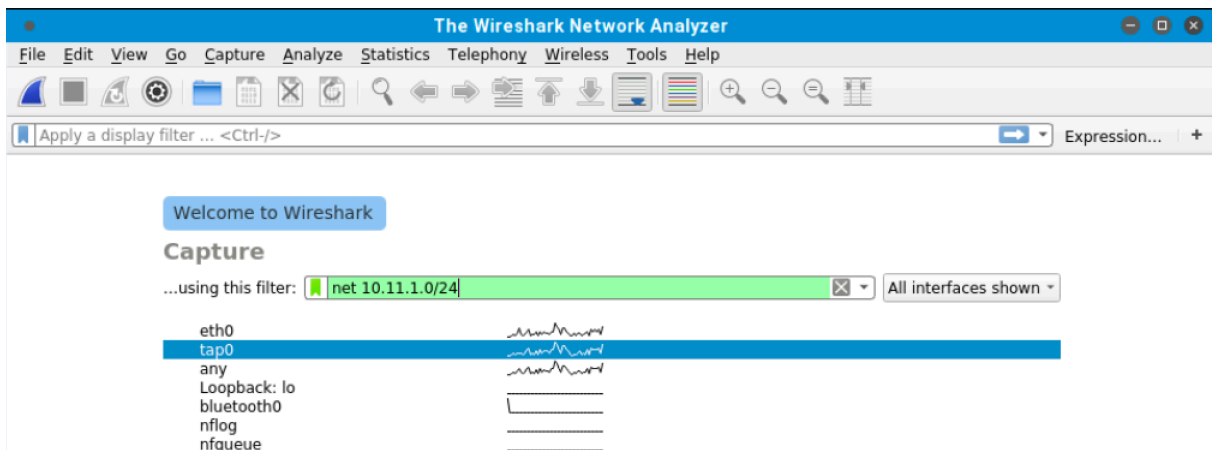 The Wireshark Network Analyzer
File Edit View Go Capture Analyze Statistics Telephony Wireless Tools Help
Apply a display filter ... <Ctrl-/>
Expression... +
Welcome to Wireshark
Capture
...using this filter: net 10.11.1.0/24 All interfaces shown
eth0
tap0
any
Loopback: lo
bluetooth0
nflog
nfqueue